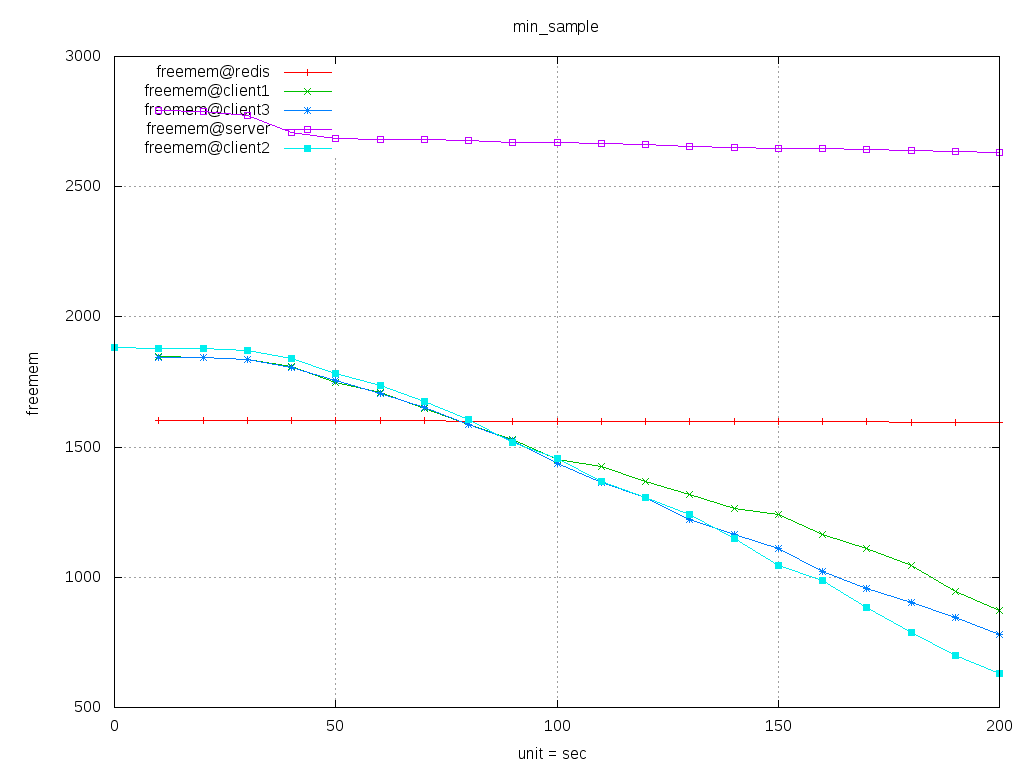 min_sample
3000
freemem@redis
freemem@client1
freemem@client3
freemem@server
freemem@client2
2500
2000
freemem
1500
1000
500
0 50 100 150 200
unit = sec